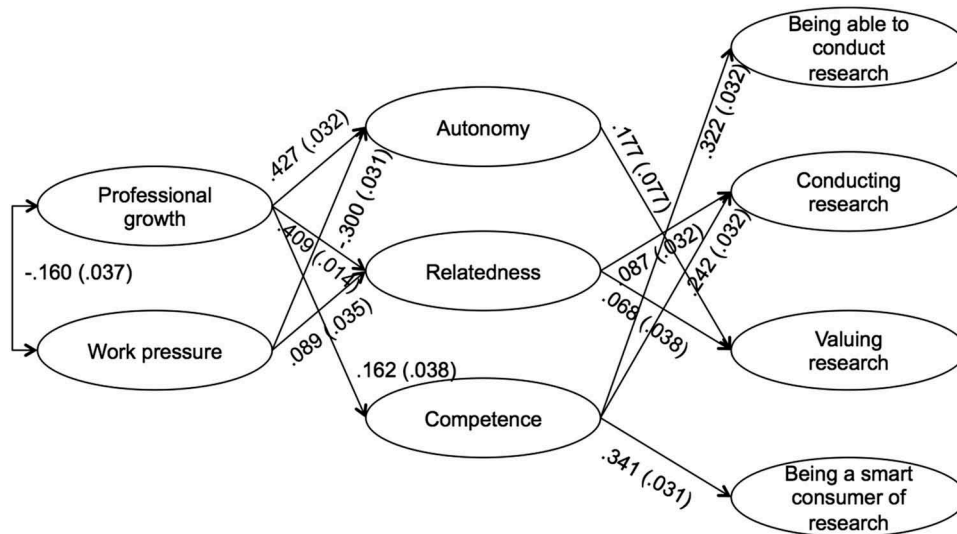 Being able to
conduct
research
.322 (.032)
Autonomy
.427 (.032)
.177 (.077)
Professional
growth
-.300 (.031)
Conducting
research
.409 (.014)
.087 (.032)
.242 (.032)
-.160 (.037)
Relatedness
.068 (.038)
Work pressure
.089 (.035)
Valuing
research
.162 (.038)
Competence
.341 (.031)
Being a smart
consumer of
research